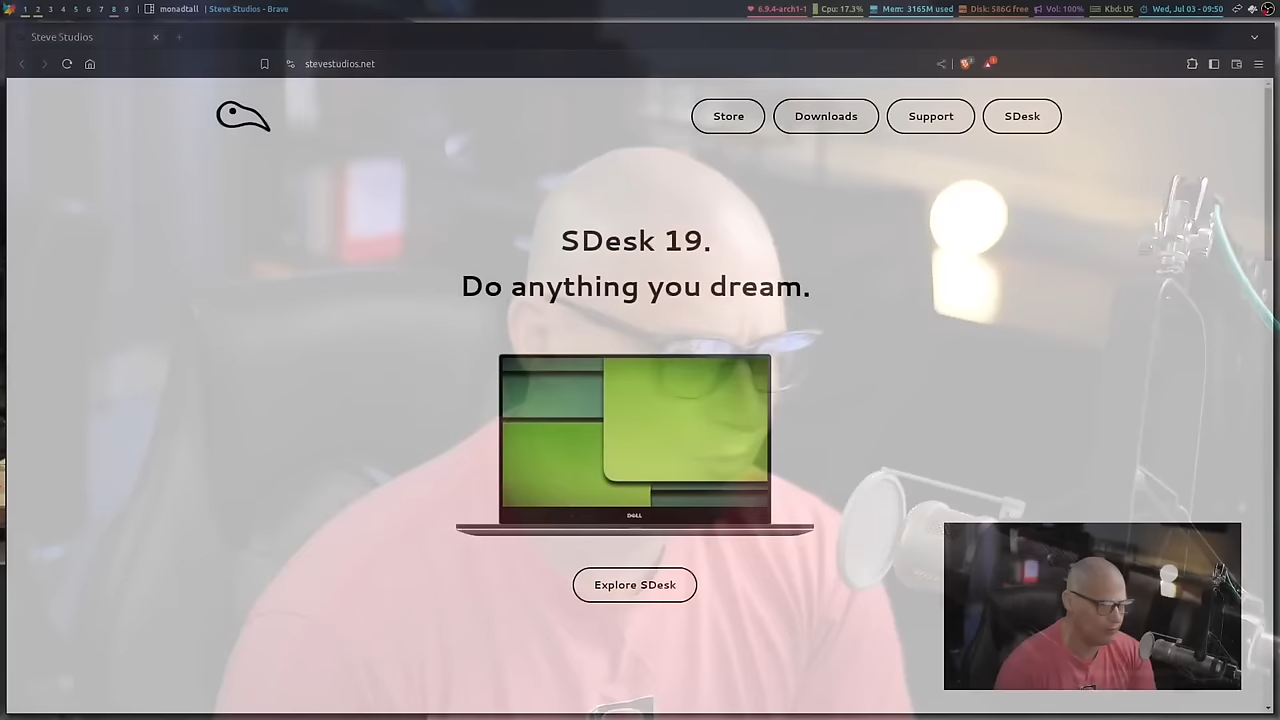 1 2 3 4 5 6 7 8 9 monadtall | Steve Studios - Brave 6.9.4-arch1-1 Cpu: 17.3% Mem: 3165M used Disk: 586G free Vol: 100% Kbd: US Wed, Jul 03 - 09:50
Steve Studios
stevestudios.net
Store Downloads Support SDesk
SDesk 19.
Do anything you dream.
DELL
Explore SDesk